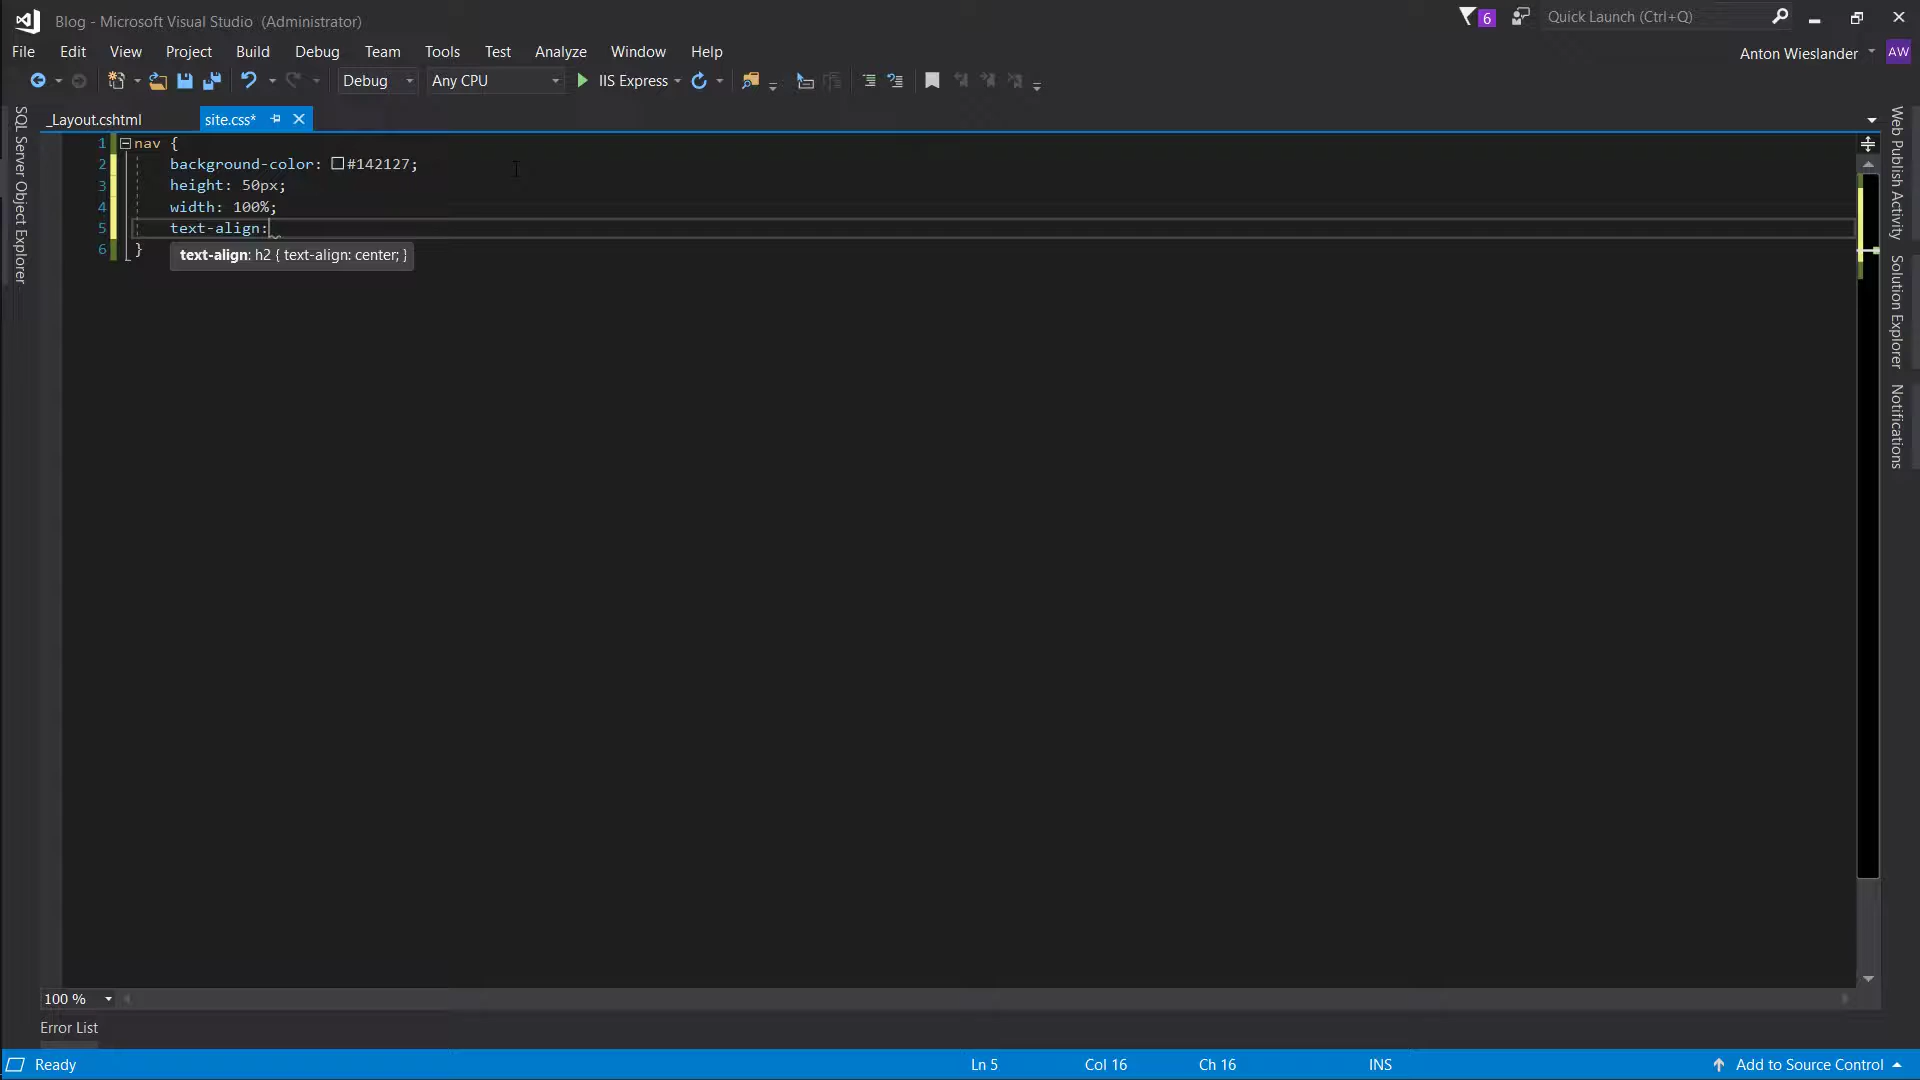 Blog - Microsoft Visual Studio (Administrator)
6
Quick Launch (Ctrl+Q)
File Edit View Project Build Debug Team Tools Test Analyze Window Help
Anton Wieslander
AW
Debug Any CPU IIS Express
_Layout.cshtml site.css*
SQL Server Object Explorer
1 nav {
2 background-color: #142127;
3 height: 50px;
4 width: 100%;
5 text-align:
6 }
text-align: h2 { text-align: center; }
Web Publish Activity
Solution Explorer
Notifications
100 %
Error List
Ready Ln 5 Col 16 Ch 16 INS Add to Source Control